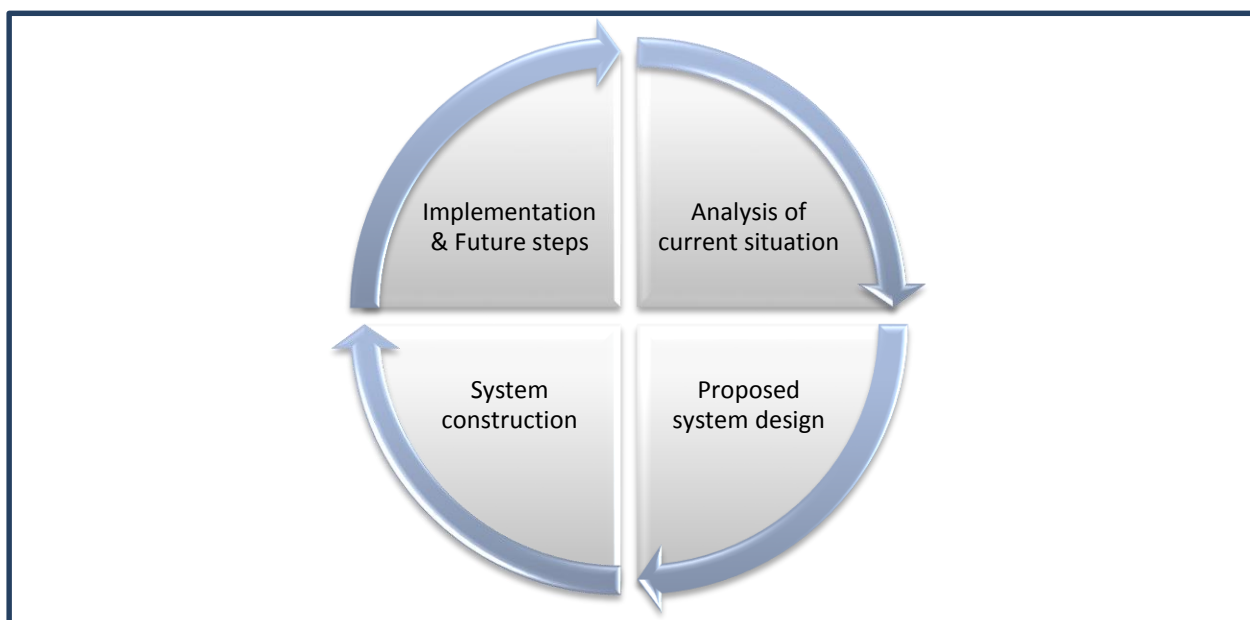 Implementation
& Future steps
Analysis of
current situation
System
construction
Proposed
system design